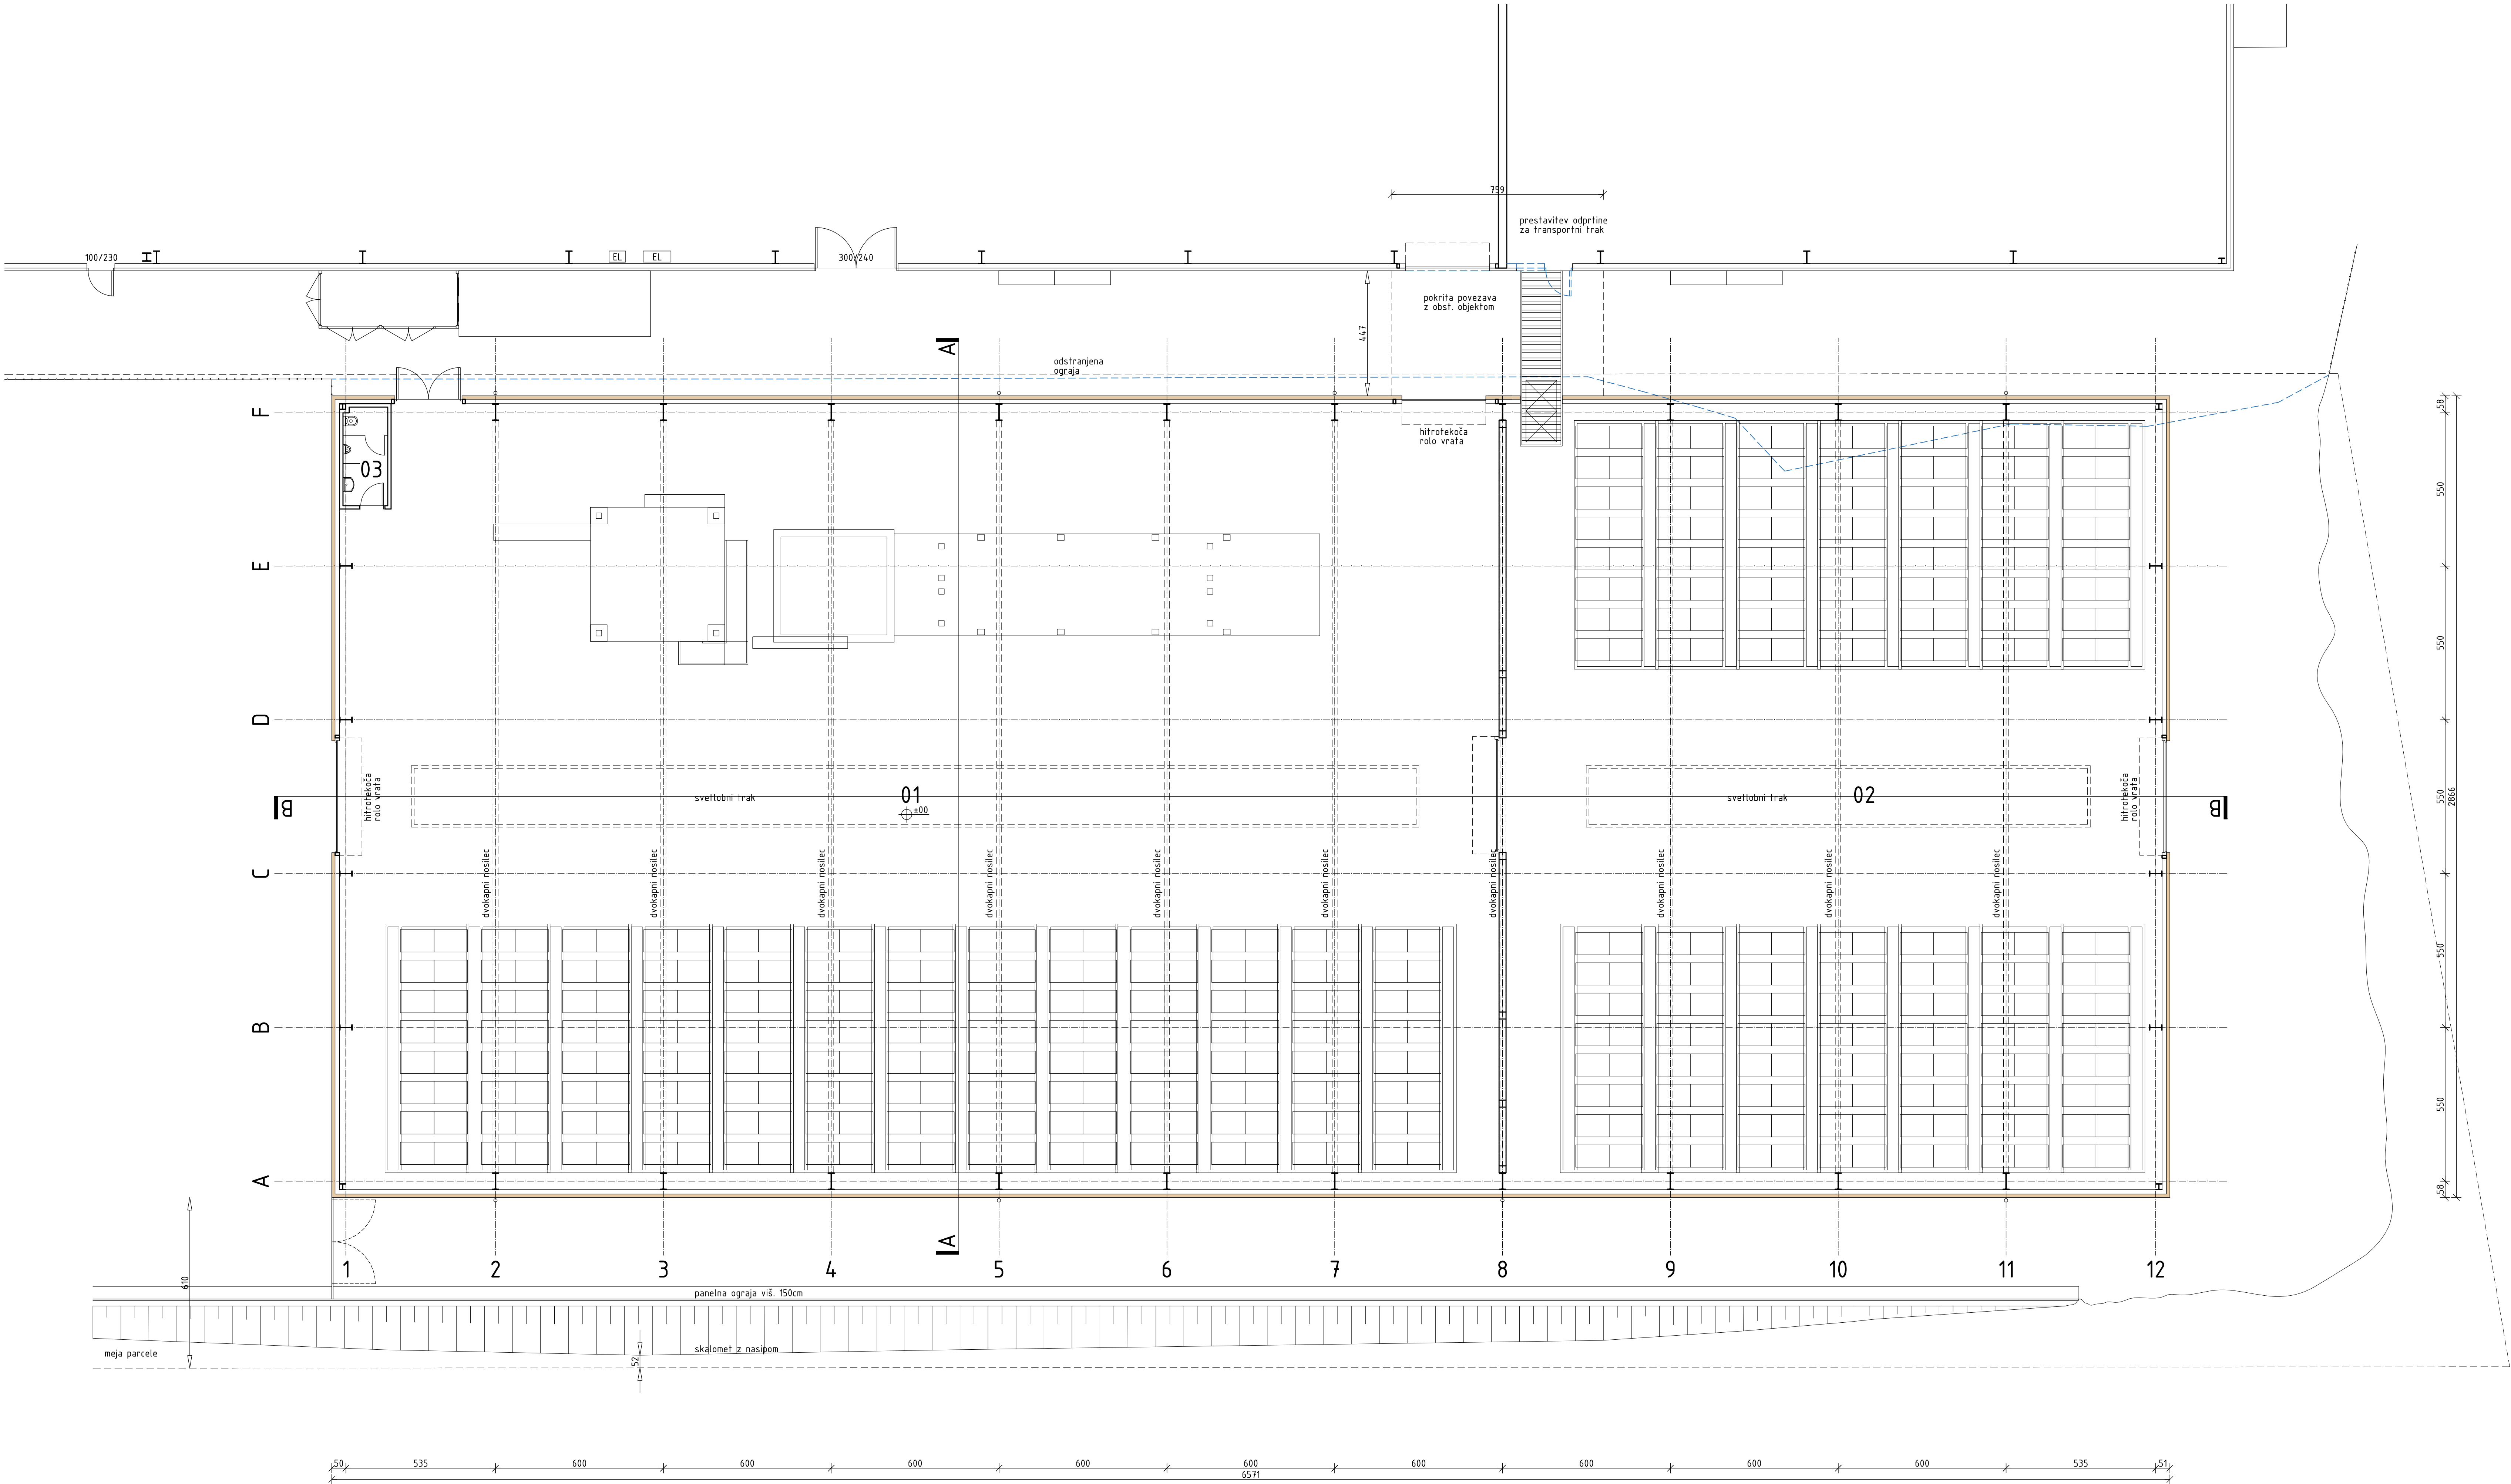 759
prestavitev odprtine
za transportni trak
100/230
EL
EL
300/240
pokrita povezava
z obst. objektom
447
A
odstranjena
ograja
F
58
hitrotekoča
rolo vrata
03
550
E
550
D
hitrotekoča
rolo vrata
svetlobni trak
01
±00
svetlobni trak
02
hitrotekoča
rolo vrata
550
2866
B
B
dvokapni nosilec
dvokapni nosilec
dvokapni nosilec
dvokapni nosilec
dvokapni nosilec
dvokapni nosilec
dvokapni nosilec
dvokapni nosilec
dvokapni nosilec
dvokapni nosilec
C
550
B
550
A
58
A
1
2
3
4
5
6
7
8
9
10
11
12
610
panelna ograja viš. 150cm
meja parcele
52
skalomet z nasipom
50
535
600
600
600
600
600
600
600
600
600
535
51
6571